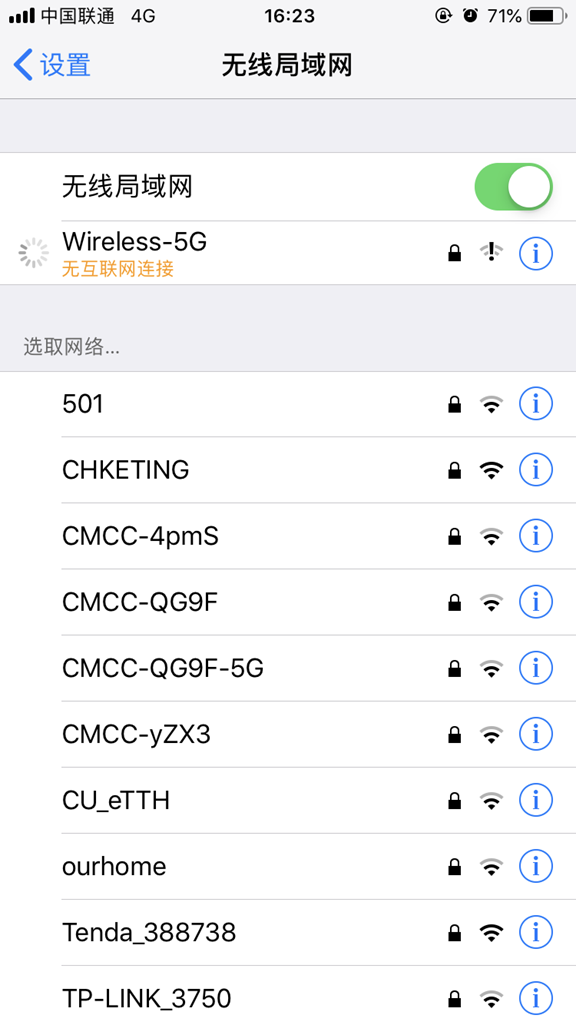 中国联通 4G 16:23 71%
设置 无线局域网
无线局域网
Wireless-5G
无互联网连接
选取网络...
501
CHKETING
CMCC-4pmS
CMCC-QG9F
CMCC-QG9F-5G
CMCC-yZX3
CU_eTTH
ourhome
Tenda_388738
TP-LINK_3750